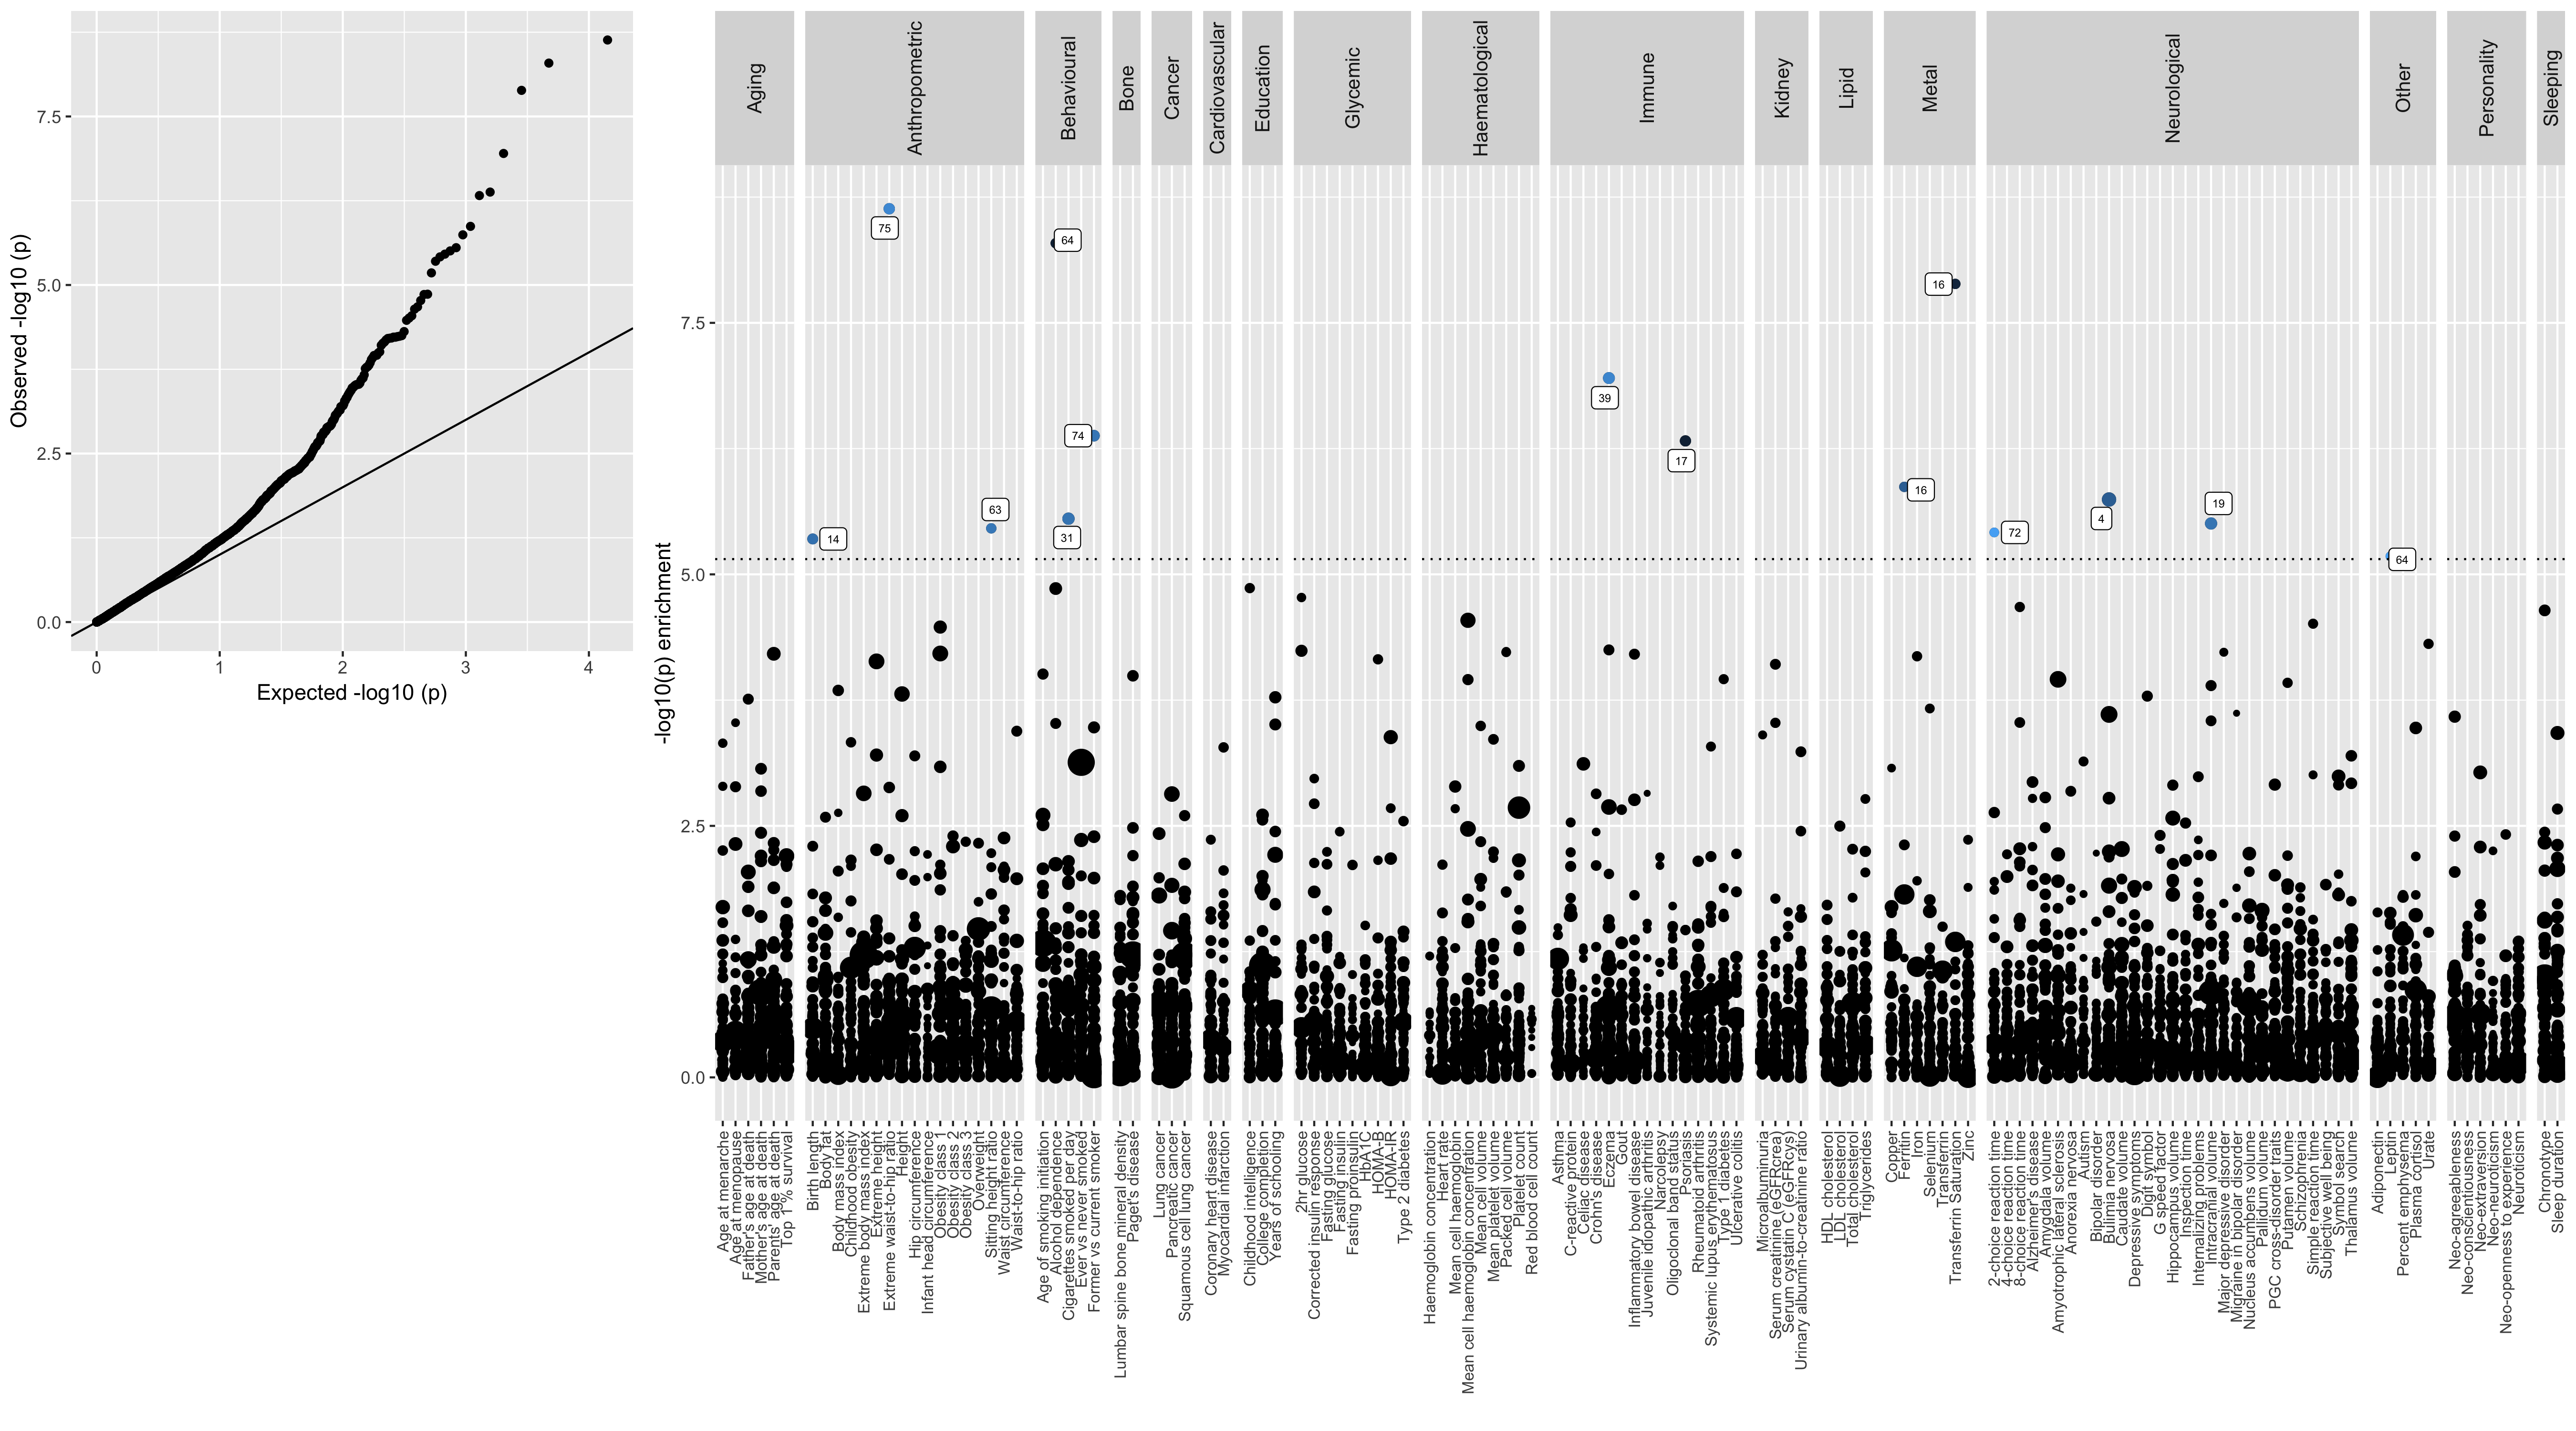 Observed -log10 (p)
7.5
5.0
2.5
0.0
0
1
2
3
4
Expected -log10 (p)
Aging
Anthropometric
Behavioural
Bone
Cancer
Cardiovascular
Education
Glycemic
Haematological
Immune
Kidney
Lipid
Metal
Neurological
Other
Personality
Sleeping
-log10(p) enrichment
7.5
5.0
2.5
0.0
75
64
16
39
74
17
16
4
19
63
14
31
72
64
Age at menarche
Age at menopause
Father's age at death
Mother's age at death
Parents' age at death
Top 1 % survival
Birth length
Body fat
Body mass index
Childhood obesity
Extreme body mass index
Extreme height
Extreme waist-to-hip ratio
Height
Hip circumference
Infant head circumference
Obesity class 1
Obesity class 2
Obesity class 3
Overweight
Sitting height ratio
Waist circumference
Waist-to-hip ratio
Age of smoking initiation
Alcohol dependence
Cigarettes smoked per day
Ever vs never smoked
Former vs current smoker
Lumbar spine bone mineral density
Paget's disease
Lung cancer
Pancreatic cancer
Squamous cell lung cancer
Coronary heart disease
Myocardial infarction
Childhood intelligence
College completion
Years of schooling
2hr glucose
Corrected insulin response
Fasting glucose
Fasting insulin
Fasting proinsulin
HbA1C
HOMA-B
HOMA-IR
Type 2 diabetes
Haemoglobin concentration
Heart rate
Mean cell haemoglobin
Mean cell haemoglobin concentration
Mean cell volume
Mean platelet volume
Packed cell volume
Platelet count
Red blood cell count
Asthma
C-reactive protein
Celiac disease
Crohn's disease
Eczema
Gout
Inflammatory bowel disease
Juvenile idiopathic arthritis
Narcolepsy
Oligoclonal band status
Psoriasis
Rheumatoid arthritis
Systemic lupus erythematosus
Type 1 diabetes
Ulcerative colitis
Microalbuminuria
Serum creatinine (eGFRcrea)
Serum cystatin C (eGFRcys)
Urinary albumin-to-creatinine ratio
HDL cholesterol
LDL cholesterol
Total cholesterol
Triglycerides
Copper
Ferritin
Iron
Selenium
Transferrin
Transferrin Saturation
Zinc
2-choice reaction time
4-choice reaction time
8-choice reaction time
Alzheimer's disease
Amygdala volume
Amyotrophic lateral sclerosis
Anorexia nervosa
Autism
Bipolar disorder
Bulimia nervosa
Caudate volume
Depressive symptoms
Digit symbol
G speed factor
Hippocampus volume
Inspection time
Internalizing problems
Intracranial volume
Major depressive disorder
Migraine in bipolar disorder
Nucleus accumbens volume
Pallidum volume
PGC cross-disorder traits
Putamen volume
Schizophrenia
Simple reaction time
Subjective well being
Symbol search
Thalamus volume
Adiponectin
Leptin
Percent emphysema
Plasma cortisol
Urate
Neo-agreeableness
Neo-conscientiousness
Neo-extraversion
Neo-neuroticism
Neo-openness to experience
Neuroticism
Chronotype
Sleep duration